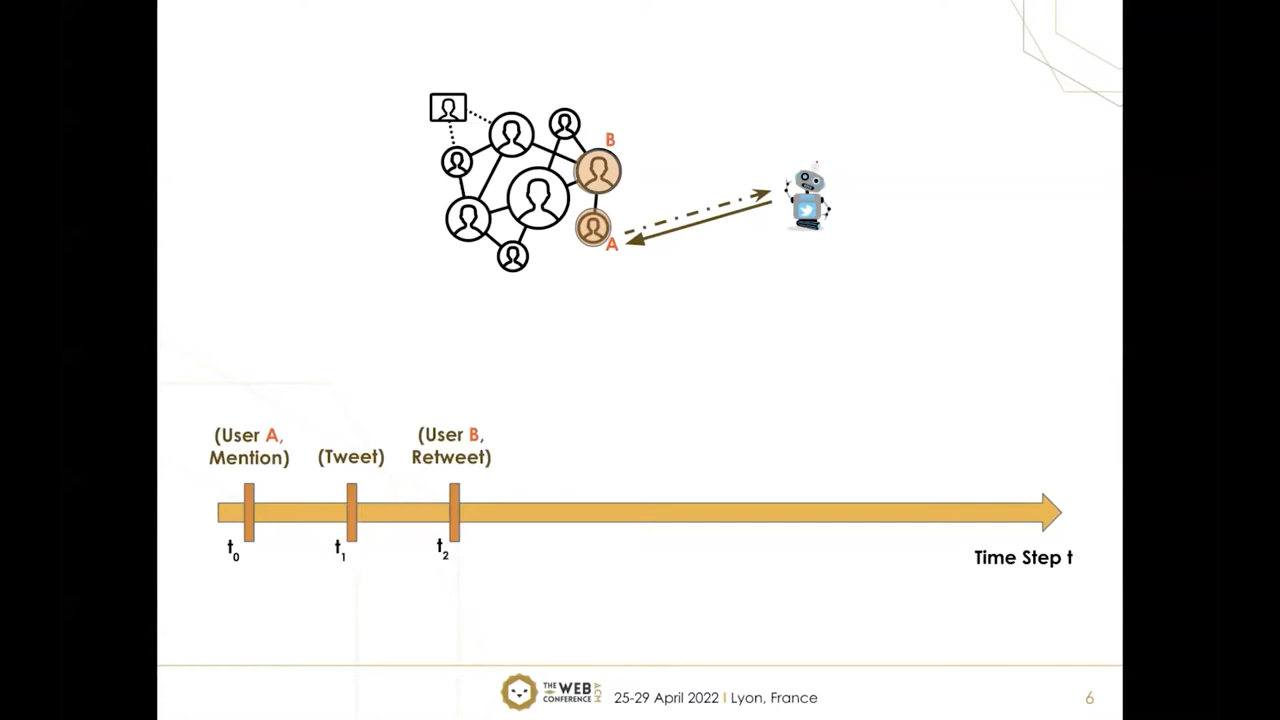 B
A
(User A,
Mention)
(Tweet)
(User B,
Retweet)
t0
t1
t2
Time Step t
THE WEB
CONFERENCE
ACM
25-29 April 2022 | Lyon, France
6